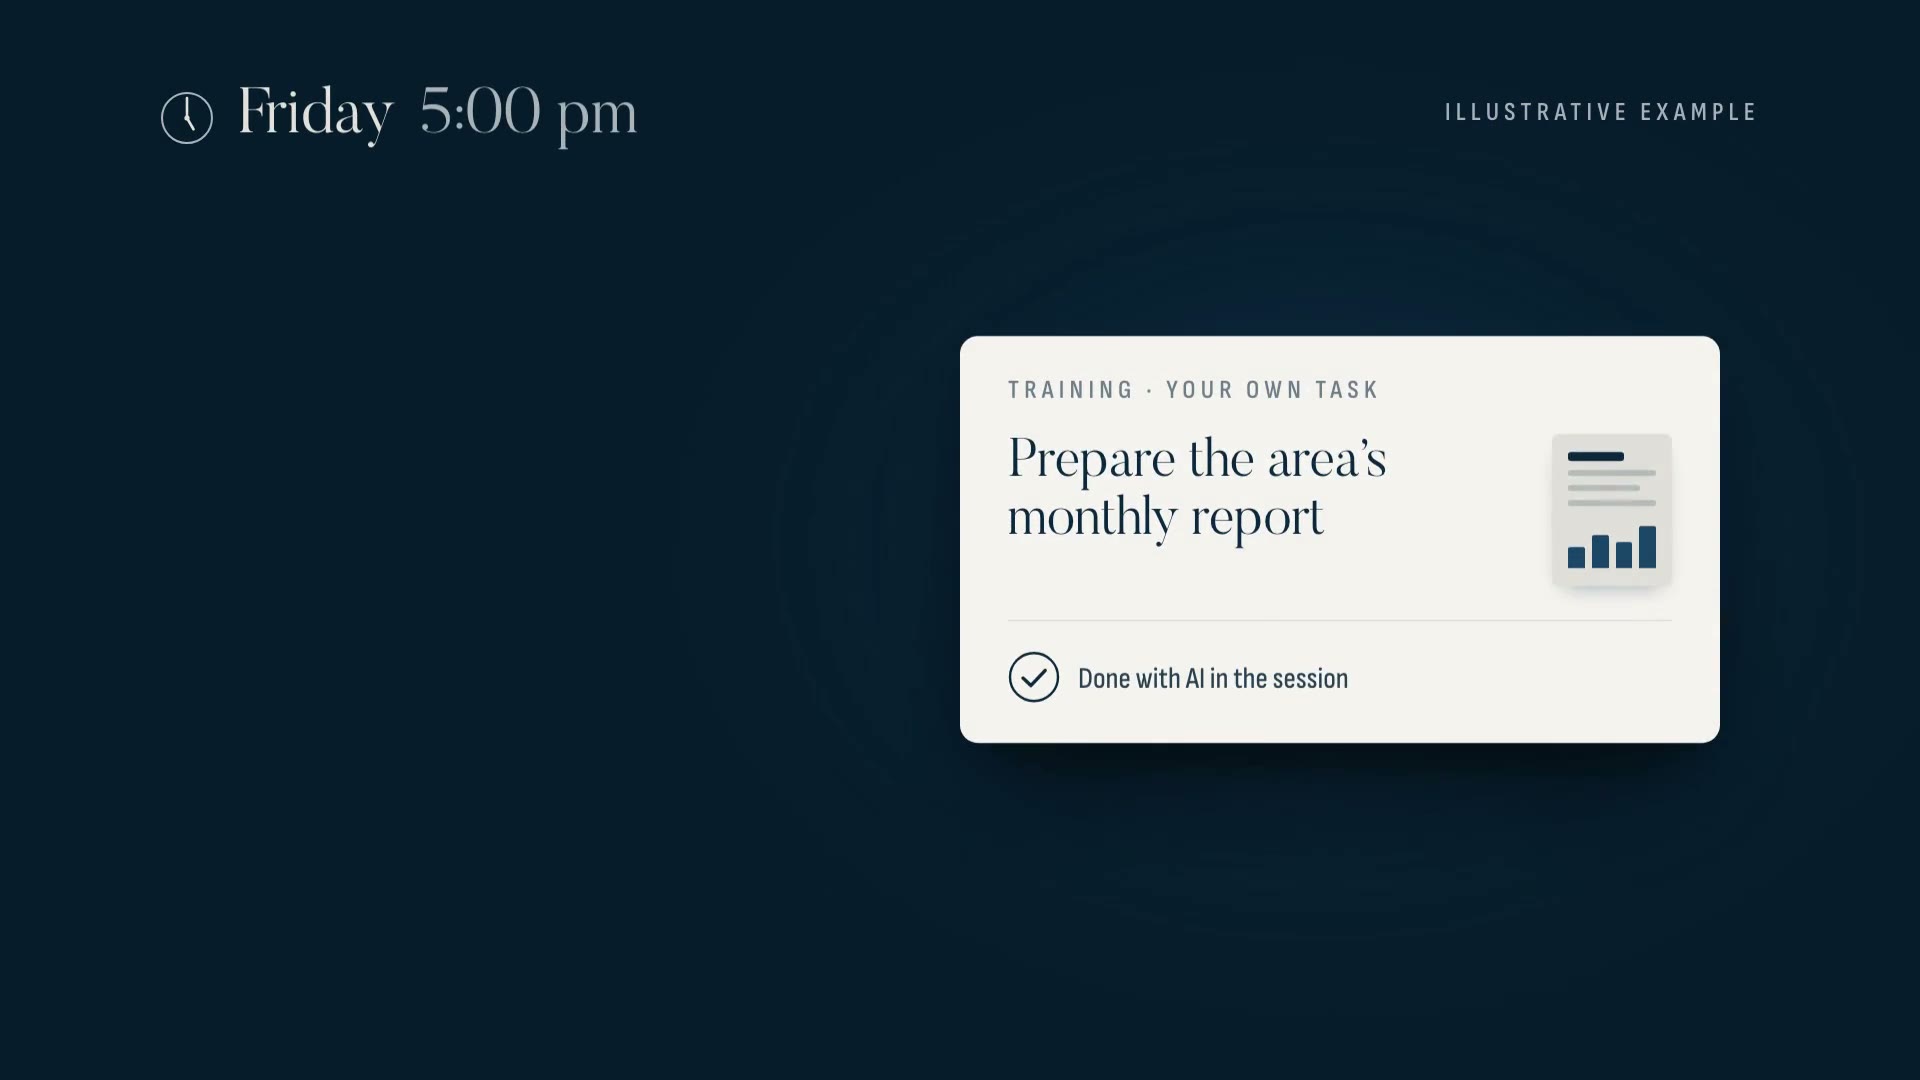 Friday 5:00 pm
ILLUSTRATIVE EXAMPLE
TRAINING · YOUR OWN TASK
Prepare the area’s
monthly report
Done with AI in the session